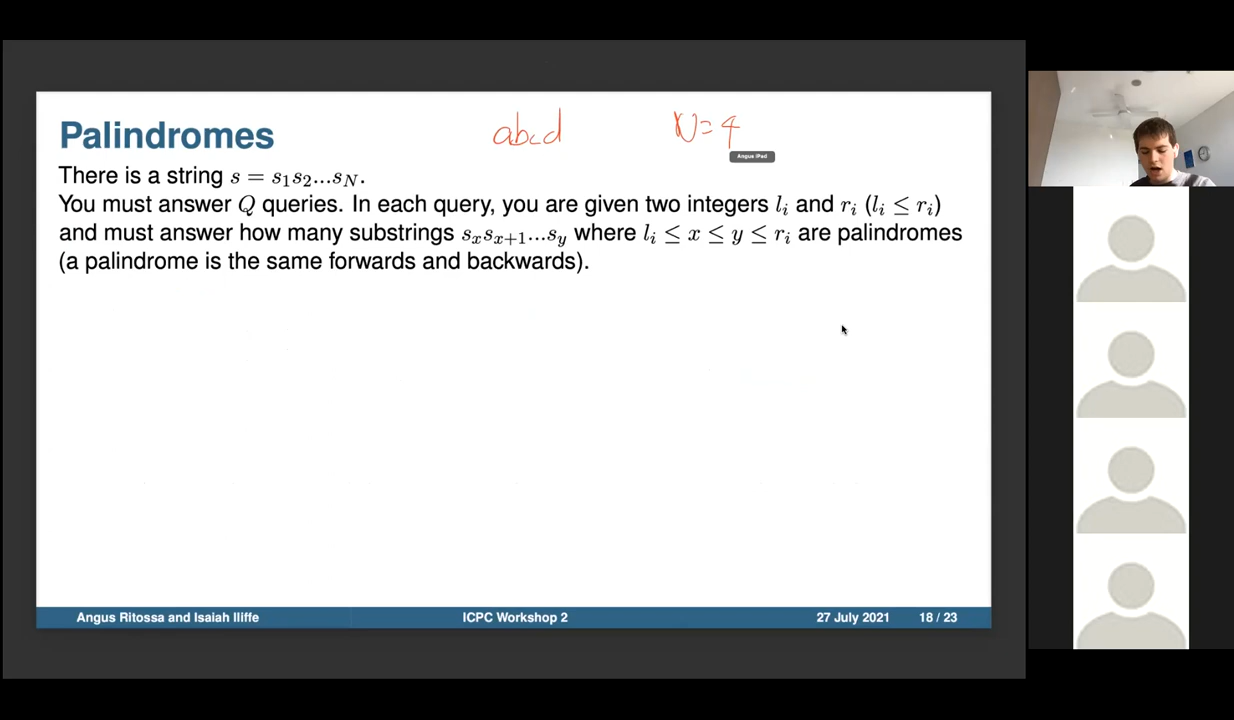 Palindromes
abcd
N=4
Angus iPad
There is a string s = s₁s₂...s_N.
You must answer Q queries. In each query, you are given two integers lᵢ and rᵢ (lᵢ ≤ rᵢ)
and must answer how many substrings sₓsₓ₊₁...s_y where lᵢ ≤ x ≤ y ≤ rᵢ are palindromes
(a palindrome is the same forwards and backwards).
Angus Ritossa and Isaiah Iliffe
ICPC Workshop 2
27 July 2021
18 / 23